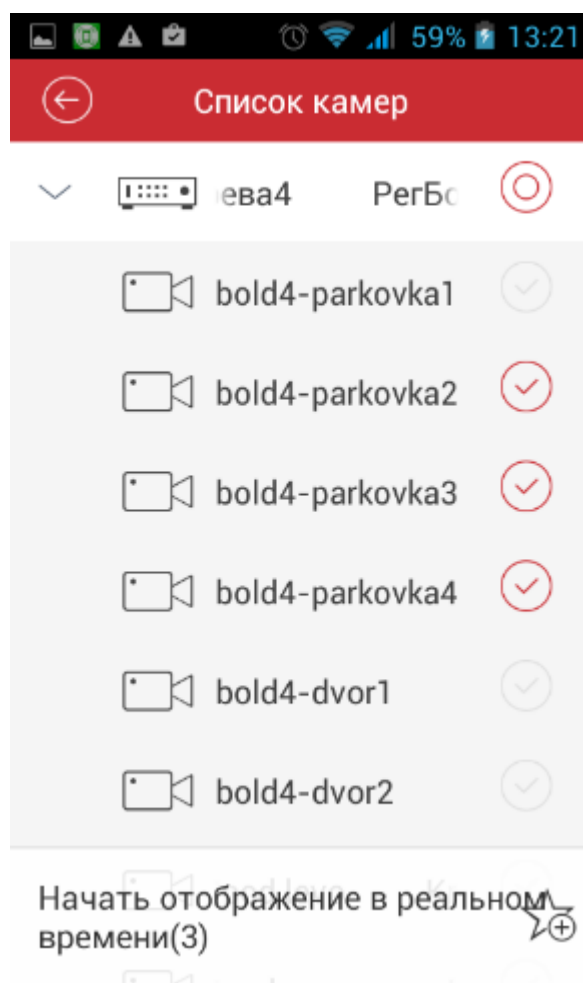 59% 13:21
Список камер
ева4 РегБо
bold4-parkovka1
bold4-parkovka2
bold4-parkovka3
bold4-parkovka4
bold4-dvor1
bold4-dvor2
Начать отображение в реальном
времени(3)